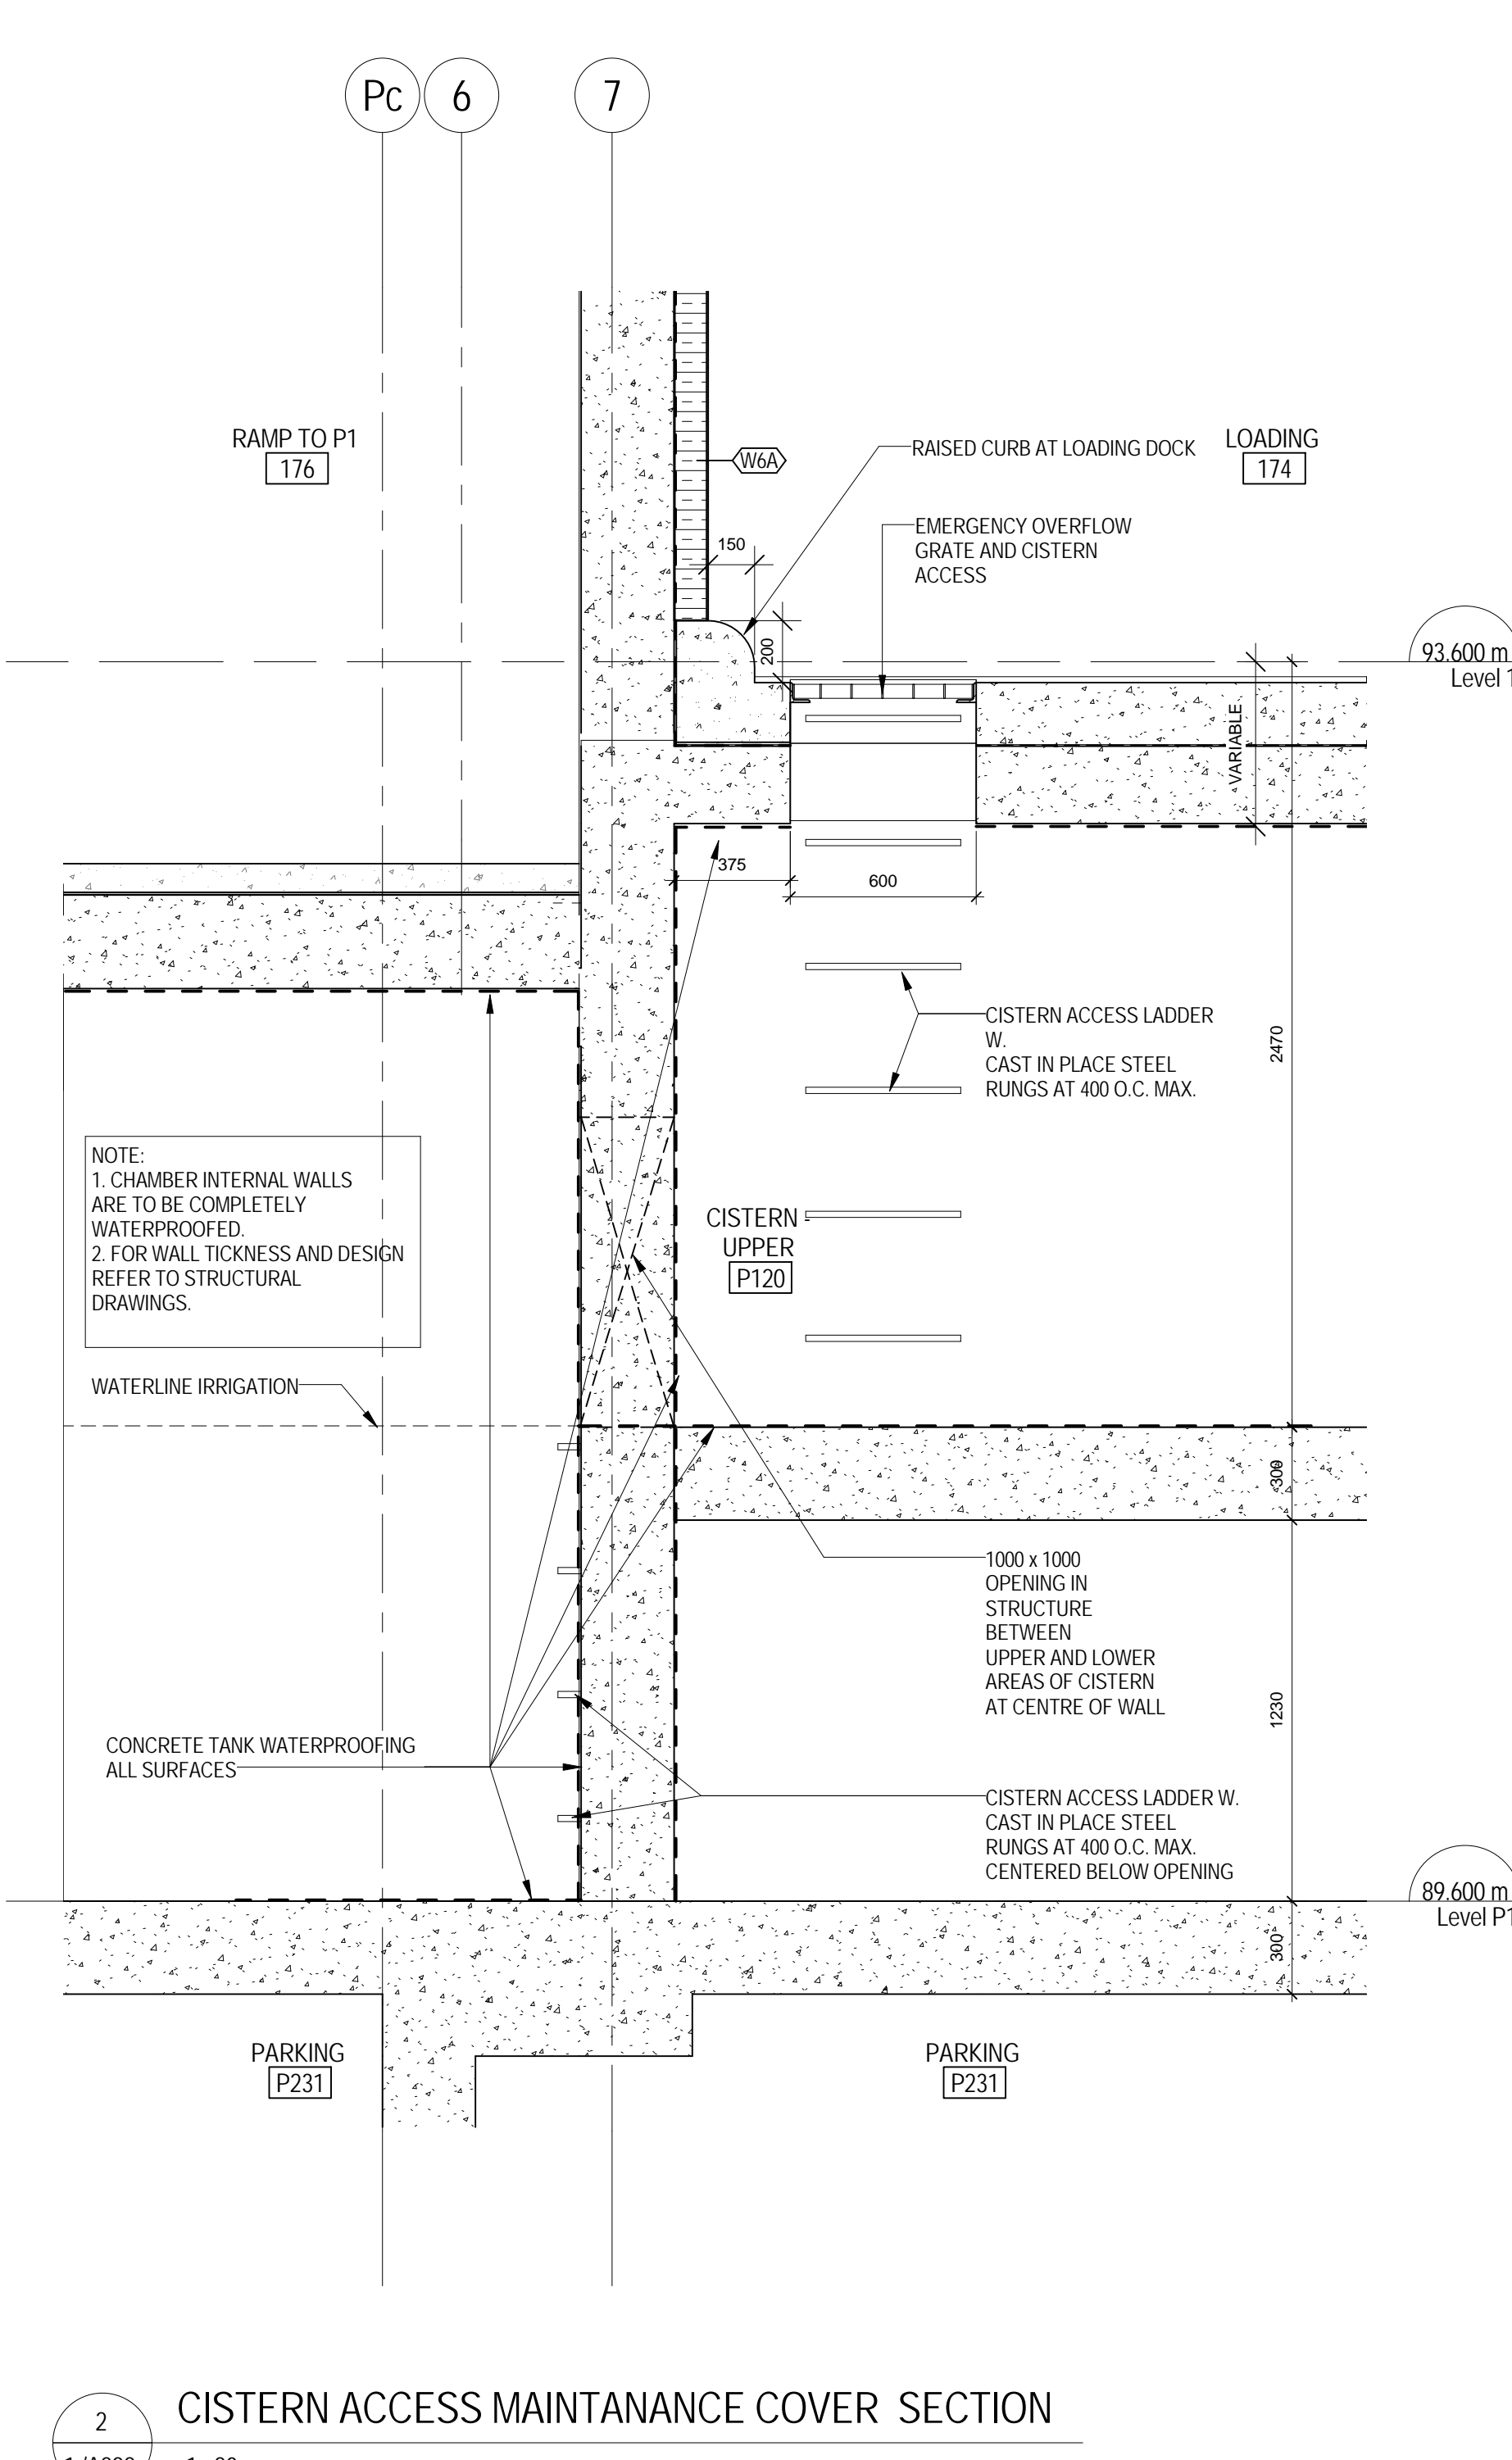 Pc
6
7
RAMP TO P1
176
W6A
RAISED CURB AT LOADING DOCK
LOADING
174
EMERGENCY OVERFLOW
GRATE AND CISTERN
ACCESS
150
200
93.600 m
Level 1
VARIABLE
375
600
CISTERN ACCESS LADDER
W.
CAST IN PLACE STEEL
RUNGS AT 400 O.C. MAX.
2470
NOTE:
1. CHAMBER INTERNAL WALLS
ARE TO BE COMPLETELY
WATERPROOFED.
2. FOR WALL TICKNESS AND DESIGN
REFER TO STRUCTURAL
DRAWINGS.
CISTERN -
UPPER
P120
WATERLINE IRRIGATION
300
1000 x 1000
OPENING IN
STRUCTURE
BETWEEN
UPPER AND LOWER
AREAS OF CISTERN
AT CENTRE OF WALL
1230
CONCRETE TANK WATERPROOFING
ALL SURFACES
CISTERN ACCESS LADDER W.
CAST IN PLACE STEEL
RUNGS AT 400 O.C. MAX.
CENTERED BELOW OPENING
89.600 m
Level P1
300
PARKING
P231
PARKING
P231
2
CISTERN ACCESS MAINTANANCE COVER SECTION